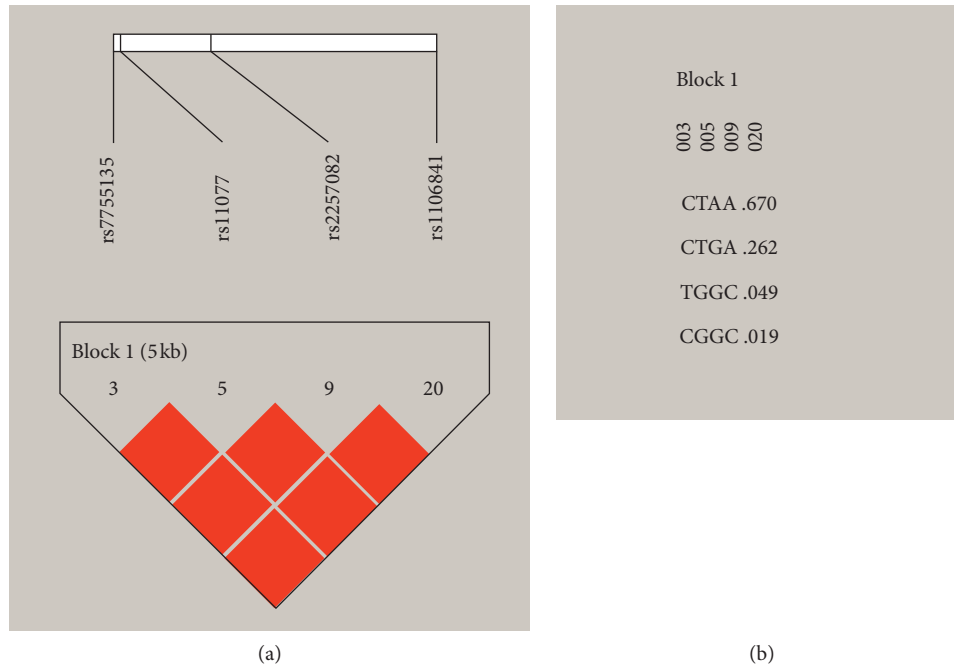 rs7755135
rs11077
rs2257082
rs1106841
Block 1 (5 kb)
3 5 9 20
(a)
Block 1
003 005 009 020
CTAA .670
CTGA .262
TGGC .049
CGGC .019
(b)